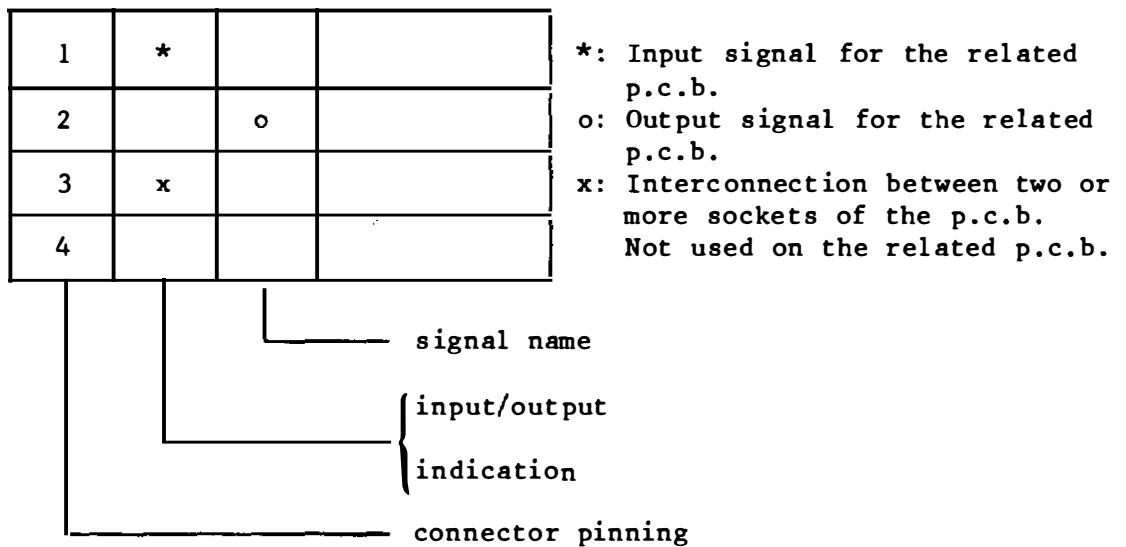 1 *
2 o
3 x
4
*: Input signal for the related
p.c.b.
o: Output signal for the related
p.c.b.
x: Interconnection between two or
more sockets of the p.c.b.
Not used on the related p.c.b.
signal name
input/output
indication
connector pinning